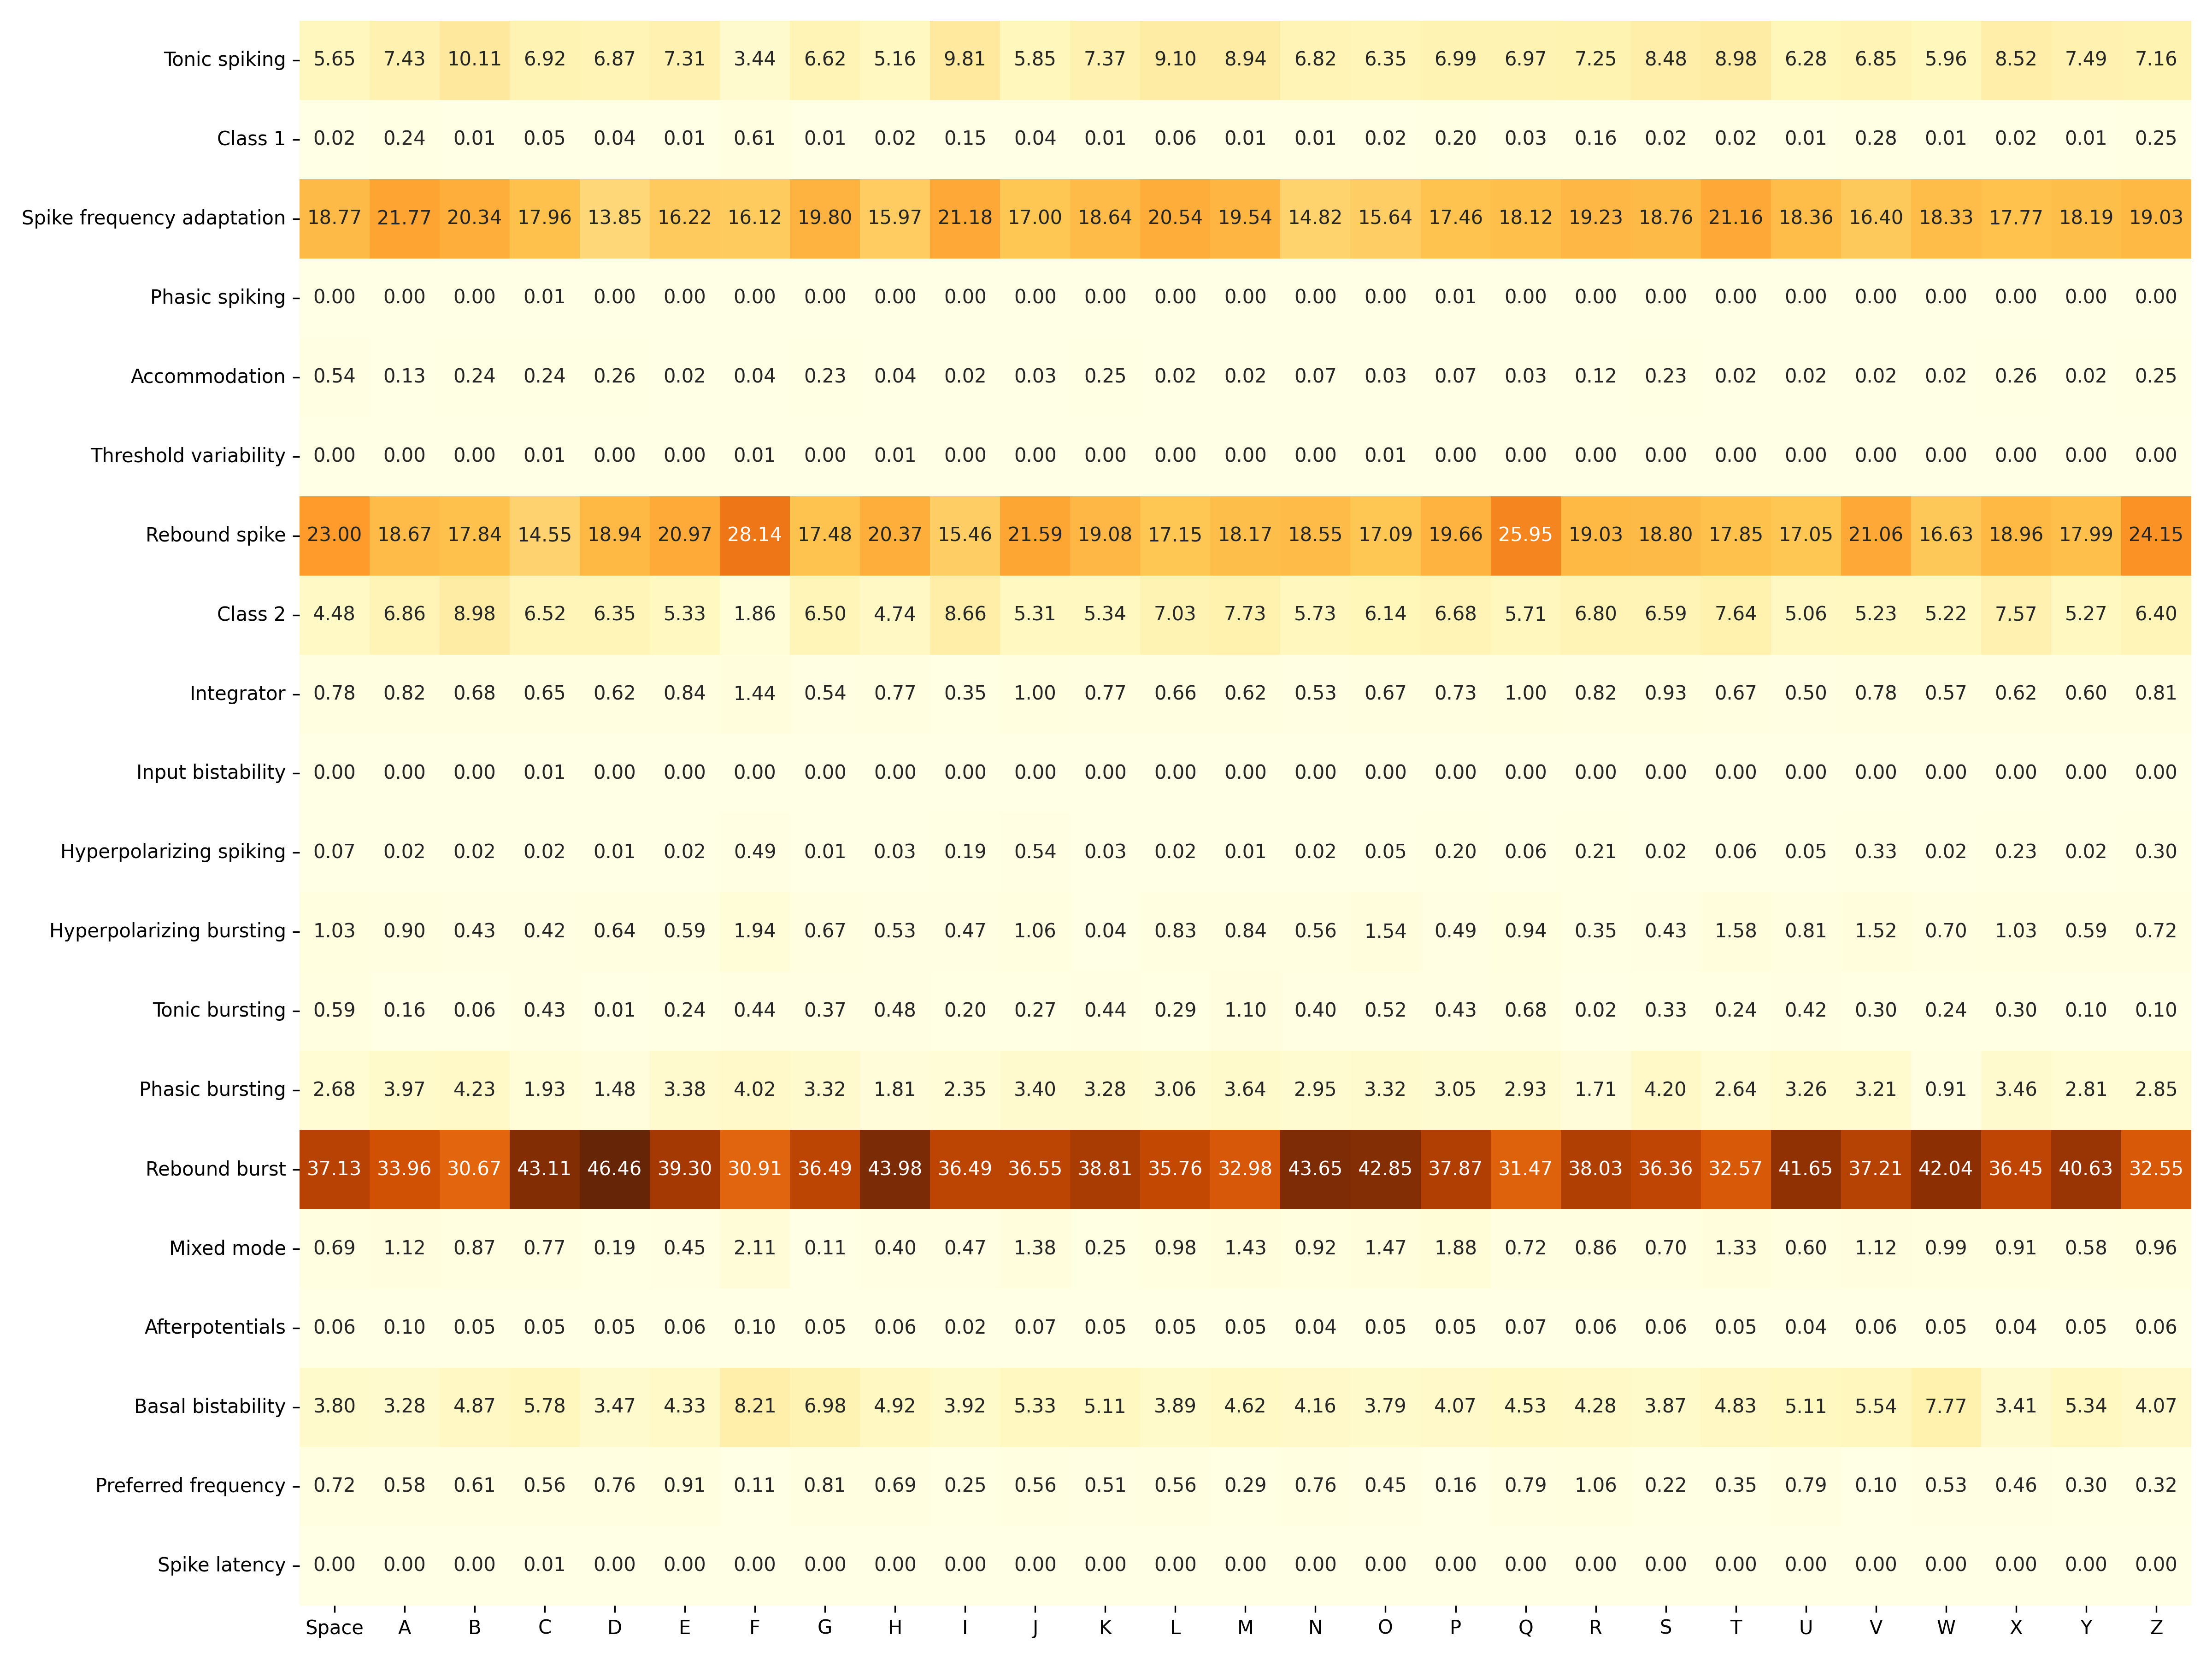 Tonic spiking 5.65 7.43 10.11 6.92 6.87 7.31 3.44 6.62 5.16 9.81 5.85 7.37 9.10 8.94 6.82 6.35 6.99 6.97 7.25 8.48 8.98 6.28 6.85 5.96 8.52 7.49 7.16
Class 1 0.02 0.24 0.01 0.05 0.04 0.01 0.61 0.01 0.02 0.15 0.04 0.01 0.06 0.01 0.01 0.02 0.20 0.03 0.16 0.02 0.02 0.01 0.28 0.01 0.02 0.01 0.25
Spike frequency adaptation 18.77 21.77 20.34 17.96 13.85 16.22 16.12 19.80 15.97 21.18 17.00 18.64 20.54 19.54 14.82 15.64 17.46 18.12 19.23 18.76 21.16 18.36 16.40 18.33 17.77 18.19 19.03
Phasic spiking 0.00 0.00 0.00 0.01 0.00 0.00 0.00 0.00 0.00 0.00 0.00 0.00 0.00 0.00 0.00 0.00 0.01 0.00 0.00 0.00 0.00 0.00 0.00 0.00 0.00 0.00 0.00
Accommodation 0.54 0.13 0.24 0.24 0.26 0.02 0.04 0.23 0.04 0.02 0.03 0.25 0.02 0.02 0.07 0.03 0.07 0.03 0.12 0.23 0.02 0.02 0.02 0.02 0.26 0.02 0.25
Threshold variability 0.00 0.00 0.00 0.01 0.00 0.00 0.01 0.00 0.01 0.00 0.00 0.00 0.00 0.00 0.00 0.01 0.00 0.00 0.00 0.00 0.00 0.00 0.00 0.00 0.00 0.00 0.00
Rebound spike 23.00 18.67 17.84 14.55 18.94 20.97 28.14 17.48 20.37 15.46 21.59 19.08 17.15 18.17 18.55 17.09 19.66 25.95 19.03 18.80 17.85 17.05 21.06 16.63 18.96 17.99 24.15
Class 2 4.48 6.86 8.98 6.52 6.35 5.33 1.86 6.50 4.74 8.66 5.31 5.34 7.03 7.73 5.73 6.14 6.68 5.71 6.80 6.59 7.64 5.06 5.23 5.22 7.57 5.27 6.40
Integrator 0.78 0.82 0.68 0.65 0.62 0.84 1.44 0.54 0.77 0.35 1.00 0.77 0.66 0.62 0.53 0.67 0.73 1.00 0.82 0.93 0.67 0.50 0.78 0.57 0.62 0.60 0.81
Input bistability 0.00 0.00 0.00 0.01 0.00 0.00 0.00 0.00 0.00 0.00 0.00 0.00 0.00 0.00 0.00 0.00 0.00 0.00 0.00 0.00 0.00 0.00 0.00 0.00 0.00 0.00 0.00
Hyperpolarizing spiking 0.07 0.02 0.02 0.02 0.01 0.02 0.49 0.01 0.03 0.19 0.54 0.03 0.02 0.01 0.02 0.05 0.20 0.06 0.21 0.02 0.06 0.05 0.33 0.02 0.23 0.02 0.30
Hyperpolarizing bursting 1.03 0.90 0.43 0.42 0.64 0.59 1.94 0.67 0.53 0.47 1.06 0.04 0.83 0.84 0.56 1.54 0.49 0.94 0.35 0.43 1.58 0.81 1.52 0.70 1.03 0.59 0.72
Tonic bursting 0.59 0.16 0.06 0.43 0.01 0.24 0.44 0.37 0.48 0.20 0.27 0.44 0.29 1.10 0.40 0.52 0.43 0.68 0.02 0.33 0.24 0.42 0.30 0.24 0.30 0.10 0.10
Phasic bursting 2.68 3.97 4.23 1.93 1.48 3.38 4.02 3.32 1.81 2.35 3.40 3.28 3.06 3.64 2.95 3.32 3.05 2.93 1.71 4.20 2.64 3.26 3.21 0.91 3.46 2.81 2.85
Rebound burst 37.13 33.96 30.67 43.11 46.46 39.30 30.91 36.49 43.98 36.49 36.55 38.81 35.76 32.98 43.65 42.85 37.87 31.47 38.03 36.36 32.57 41.65 37.21 42.04 36.45 40.63 32.55
Mixed mode 0.69 1.12 0.87 0.77 0.19 0.45 2.11 0.11 0.40 0.47 1.38 0.25 0.98 1.43 0.92 1.47 1.88 0.72 0.86 0.70 1.33 0.60 1.12 0.99 0.91 0.58 0.96
Afterpotentials 0.06 0.10 0.05 0.05 0.05 0.06 0.10 0.05 0.06 0.02 0.07 0.05 0.05 0.05 0.04 0.05 0.05 0.07 0.06 0.06 0.05 0.04 0.06 0.05 0.04 0.05 0.06
Basal bistability 3.80 3.28 4.87 5.78 3.47 4.33 8.21 6.98 4.92 3.92 5.33 5.11 3.89 4.62 4.16 3.79 4.07 4.53 4.28 3.87 4.83 5.11 5.54 7.77 3.41 5.34 4.07
Preferred frequency 0.72 0.58 0.61 0.56 0.76 0.91 0.11 0.81 0.69 0.25 0.56 0.51 0.56 0.29 0.76 0.45 0.16 0.79 1.06 0.22 0.35 0.79 0.10 0.53 0.46 0.30 0.32
Spike latency 0.00 0.00 0.00 0.01 0.00 0.00 0.00 0.00 0.00 0.00 0.00 0.00 0.00 0.00 0.00 0.00 0.00 0.00 0.00 0.00 0.00 0.00 0.00 0.00 0.00 0.00 0.00
Space A B C D E F G H I J K L M N O P Q R S T U V W X Y Z